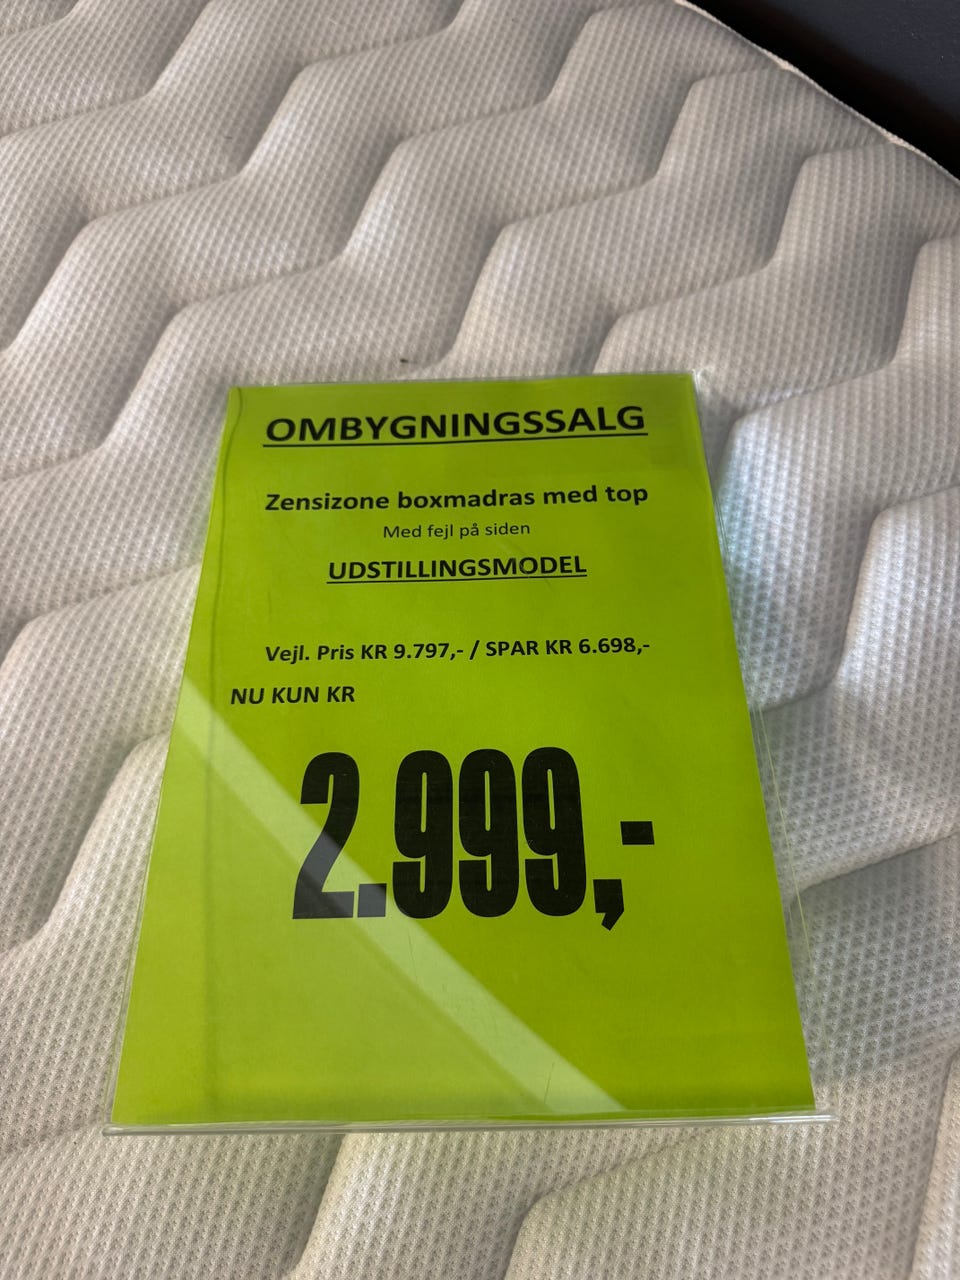 OMBYGNINGSSALG
Zensizone boxmadras med top
Med fejl på siden
UDSTILLINGSMODEL
Vejl. Pris KR 9.797,- / SPAR KR 6.698,-
NU KUN KR
2.999,-